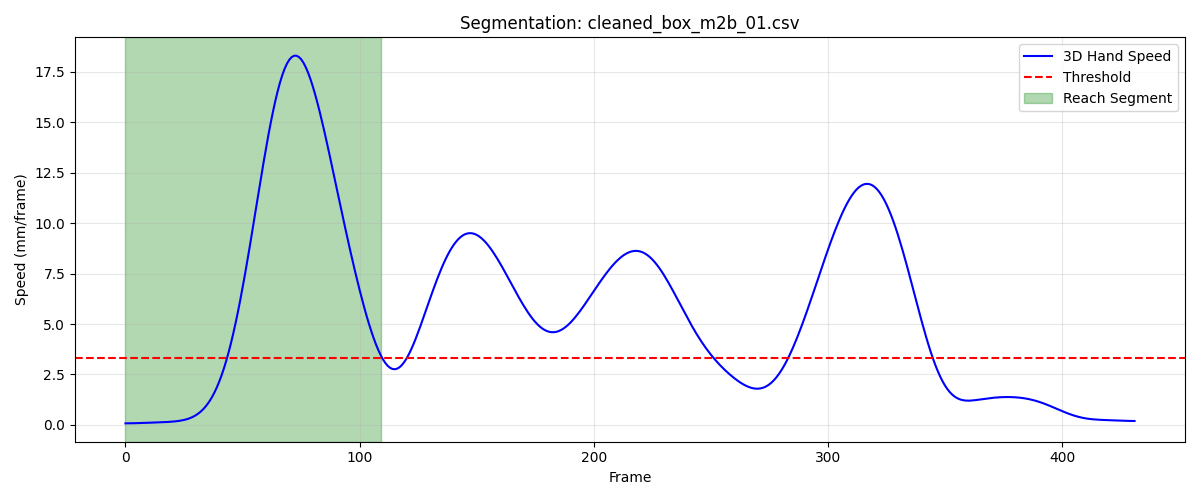 Segmentation: cleaned_box_m2b_01.csv
3D Hand Speed
Threshold
Reach Segment
Speed (mm/frame)
17.5
15.0
12.5
10.0
7.5
5.0
2.5
0.0
0 100 200 300 400
Frame